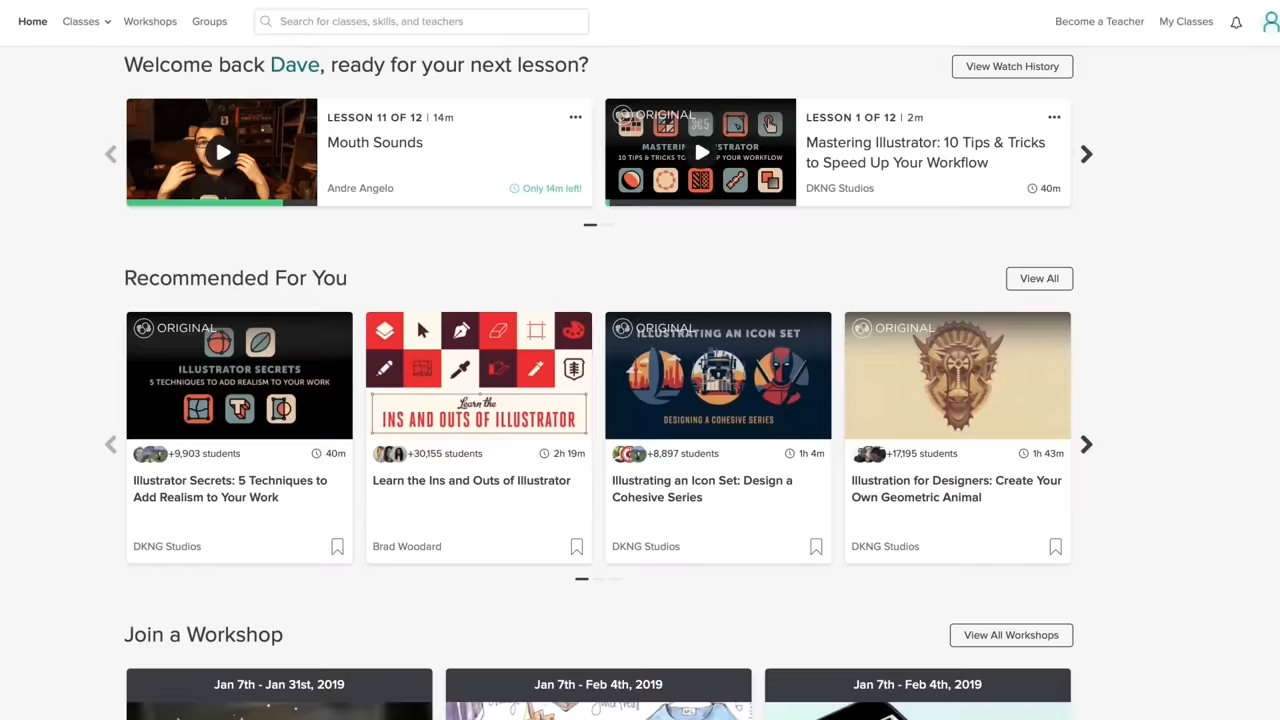 Home Classes Workshops Groups Search for classes, skills, and teachers Become a Teacher My Classes
Welcome back Dave, ready for your next lesson?
View Watch History
LESSON 11 OF 12 | 14m
Mouth Sounds
Andre Angelo
Only 14m left!
ORIGINAL
⌘5
10 TIPS & TRICKS
LESSON 1 OF 12 | 2m
Mastering Illustrator: 10 Tips & Tricks
to Speed Up Your Workflow
DKNG Studios
40m
Recommended For You
View All
ORIGINAL
ILLUSTRATOR SECRETS
5 TECHNIQUES TO ADD REALISM TO YOUR WORK
+9,903 students
40m
Illustrator Secrets: 5 Techniques to
Add Realism to Your Work
DKNG Studios
Learn the
INS AND OUTS OF ILLUSTRATOR
+30,155 students
2h 19m
Learn the Ins and Outs of Illustrator
Brad Woodard
ORIGINAL
ILLUSTRATING AN ICON SET:
DESIGNING A COHESIVE SERIES
+8,897 students
1h 4m
Illustrating an Icon Set: Design a
Cohesive Series
DKNG Studios
ORIGINAL
+17,195 students
1h 43m
Illustration for Designers: Create Your
Own Geometric Animal
DKNG Studios
Join a Workshop
View All Workshops
Jan 7th - Jan 31st, 2019
Jan 7th - Feb 4th, 2019
Jan 7th - Feb 4th, 2019